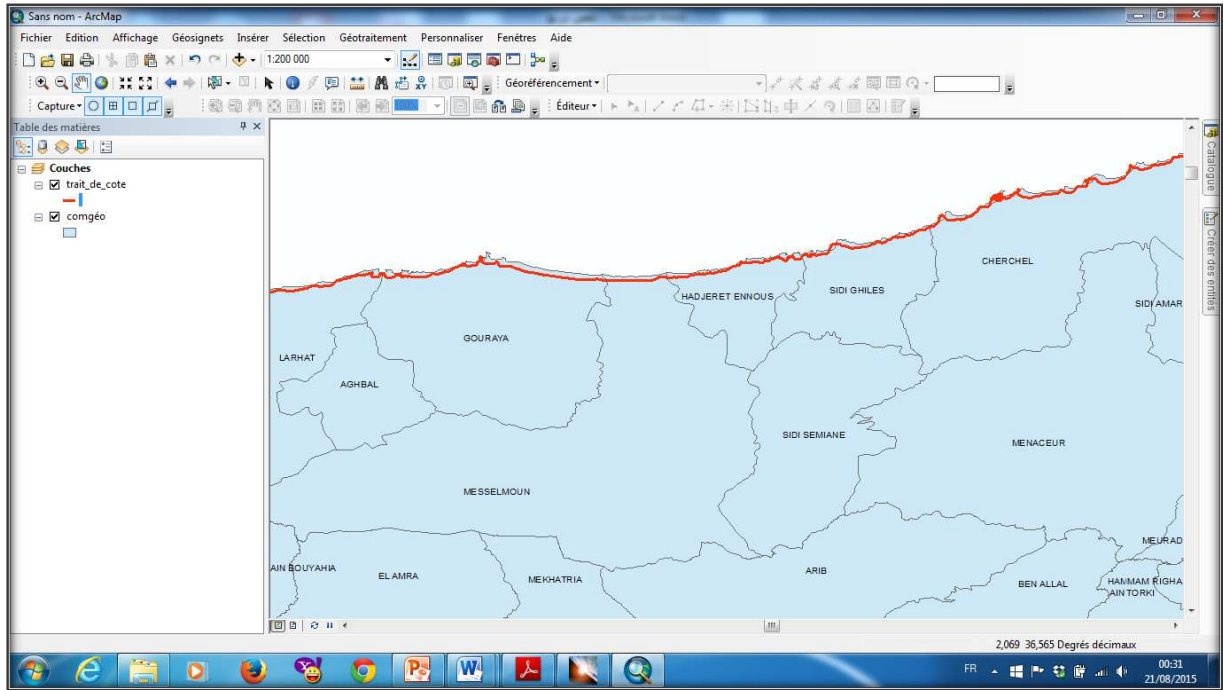 Sans nom - ArcMap
Fichier Edition Affichage Géosignets Insérer Sélection Géotraitement Personnaliser Fenêtres Aide
1:200 000
Géoréférencement
Capture 100% Éditeur
Table des matières
Couches
trait_de_cote
comgéo
Catalogue
Créer des entités
CHERCHEL
SIDI GHILES
HADJERET ENNOUS
SIDI AMAR
GOURAYA
LARHAT
AGHBAL
SIDI SEMIANE
MENACEUR
MESSELMOUN
MEURAD
AIN BOUYAHIA
EL AMRA
MEKHATRIA
ARIB
BEN ALLAL
HAMMAM RIGHA
AIN TORKI
2,069 36,565 Degrés décimaux
FR
00:31
21/08/2015